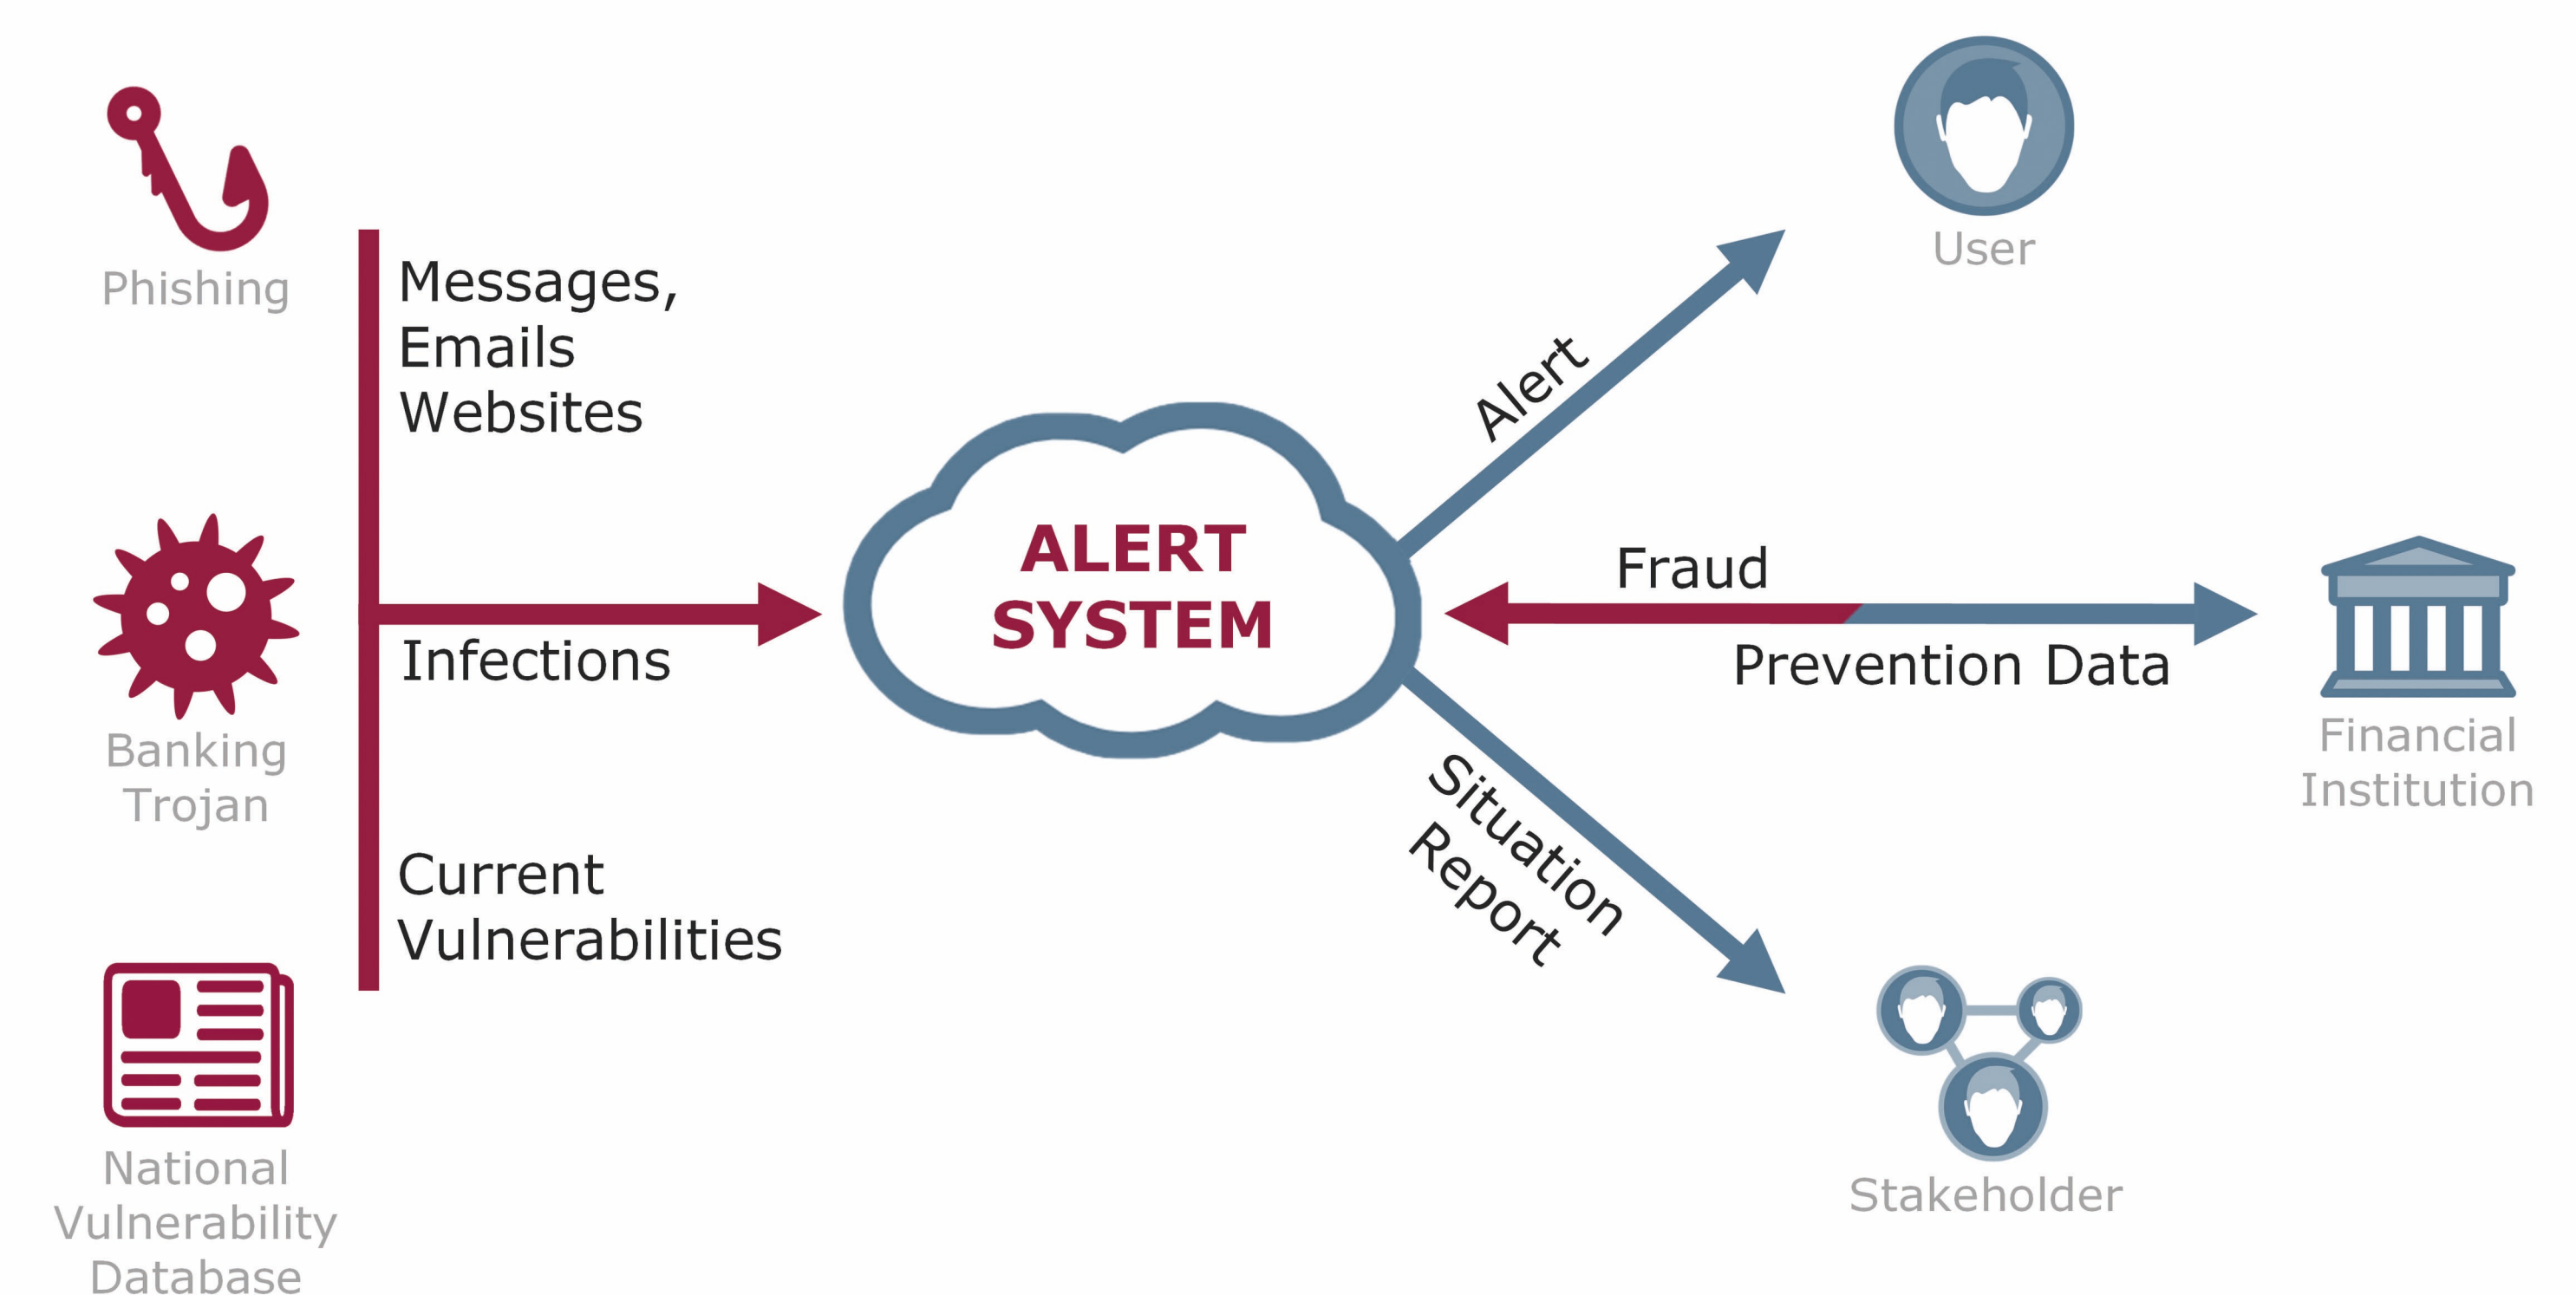 Phishing
Messages,
Emails
Websites
Banking
Trojan
Infections
National
Vulnerability
Database
Current
Vulnerabilities
ALERT
SYSTEM
Alert
User
Fraud
Prevention Data
Financial
Institution
Situation
Report
Stakeholder